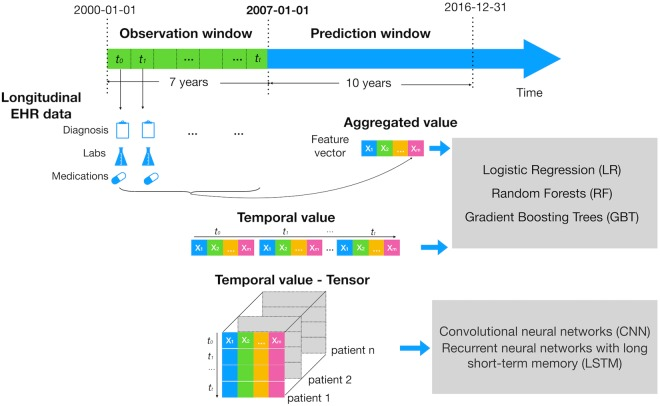 2000-01-01
2007-01-01
2016-12-31
Observation window
Prediction window
t0 t1 ... ... tt
7 years
10 years
Time
Longitudinal
EHR data
Diagnosis
... ...
Labs
Medications
Aggregated value
Feature
vector
X1 X2 ... Xm
Logistic Regression (LR)
Random Forests (RF)
Gradient Boosting Trees (GBT)
Temporal value
t0 t1 ... tt
X1 X2 ... Xm X1 X2 ... Xm ... X1 X2 ... Xm
Temporal value - Tensor
t0 X1 X2 ... Xm
t1
...
tt
patient n
patient 2
patient 1
Convolutional neural networks (CNN)
Recurrent neural networks with long
short-term memory (LSTM)